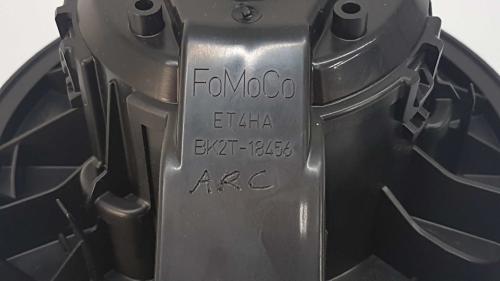 FoMoCo
ET4HA
BK2T-18456
A.R.C